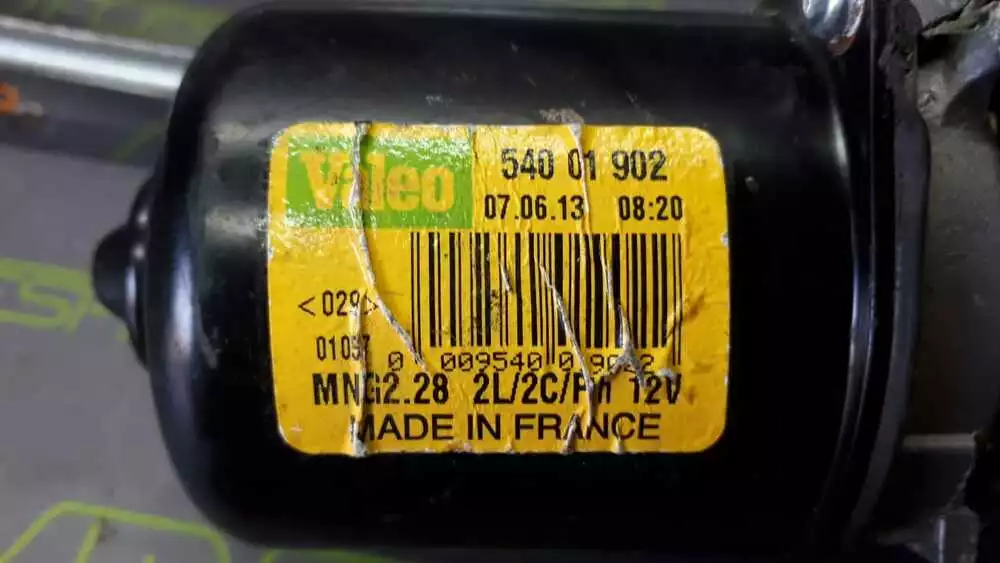 Valeo
540 01 902
07.06.13 08:20
<029>
01057
MNG2.28 2L/2C/Pm 12V
MADE IN FRANCE